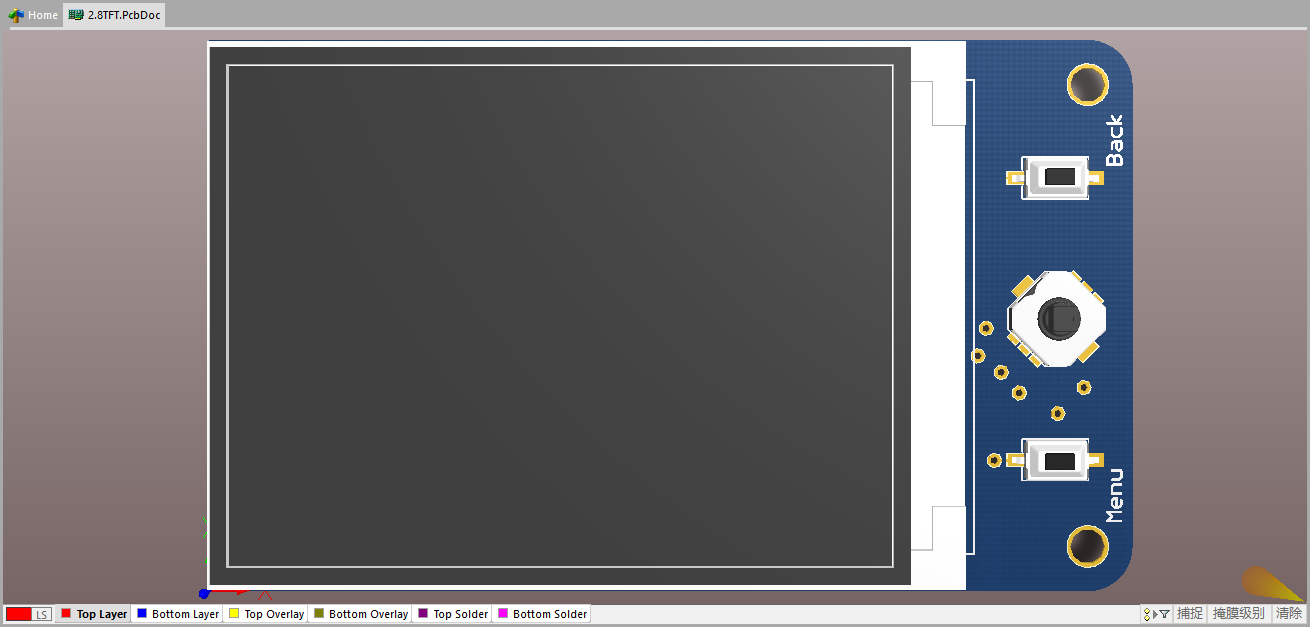 Home
2.8TFT.PcbDoc
Back
Menu
LS
Top Layer
Bottom Layer
Top Overlay
Bottom Overlay
Top Solder
Bottom Solder
捕捉
掩膜级别
清除